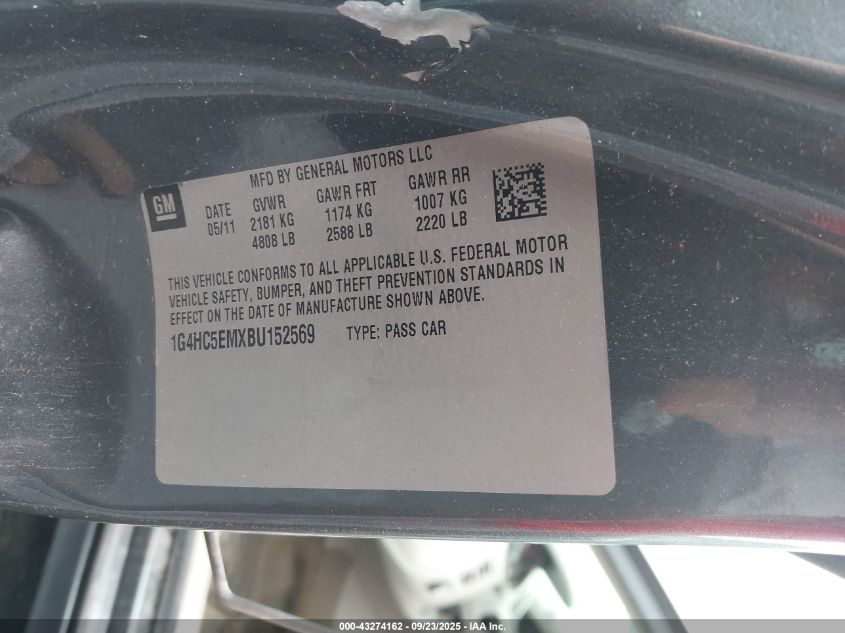 MFD BY GENERAL MOTORS LLC
GM
DATE GVWR GAWR FRT GAWR RR
05/11 2181 KG 1174 KG 1007 KG
4808 LB 2588 LB 2220 LB
THIS VEHICLE CONFORMS TO ALL APPLICABLE U.S. FEDERAL MOTOR
VEHICLE SAFETY, BUMPER, AND THEFT PREVENTION STANDARDS IN
EFFECT ON THE DATE OF MANUFACTURE SHOWN ABOVE.
1G4HC5EMXBU152569 TYPE: PASS CAR
000-43274162 - 09/23/2025 - IAA Inc.